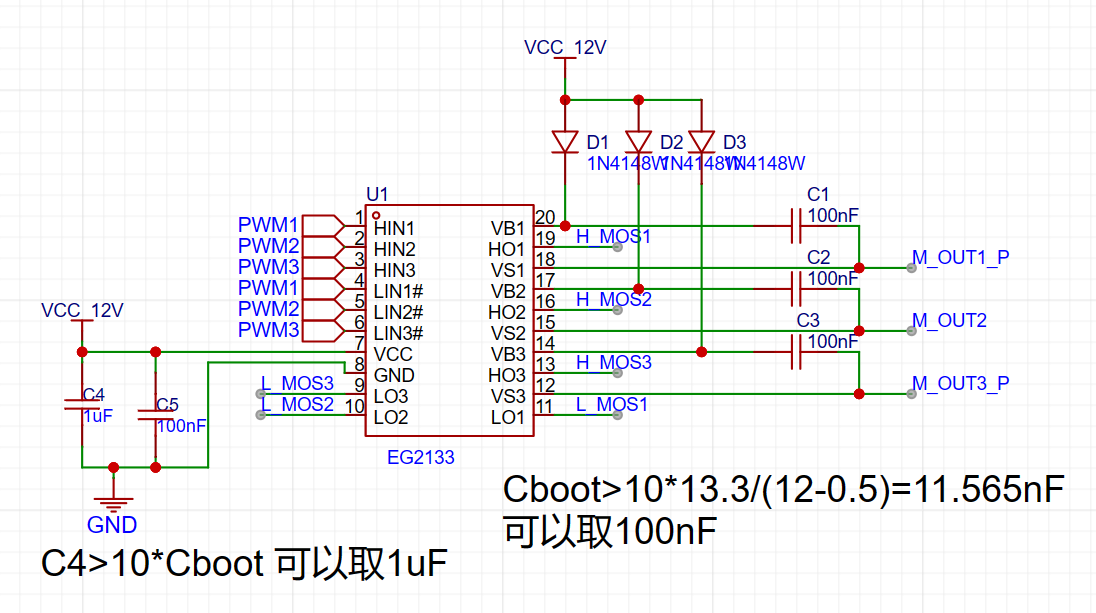 VCC_12V
D1
D2
D3
1N4148W
1N4148W
1N4148W
U1
C1
100nF
PWM1
1
HIN1
VB1
20
PWM2
2
HIN2
HO1
19
H_MOS1
PWM3
3
HIN3
VS1
18
M_OUT1_P
PWM1
4
LIN1#
VB2
17
C2
100nF
PWM2
5
LIN2#
HO2
16
H_MOS2
PWM3
6
LIN3#
VS2
15
M_OUT2
VCC_12V
7
VCC
VB3
14
C3
100nF
8
GND
HO3
13
H_MOS3
L_MOS3
9
LO3
VS3
12
M_OUT3_P
L_MOS2
10
LO2
LO1
11
L_MOS1
C4
1uF
C5
100nF
EG2133
GND
Cboot>10*13.3/(12-0.5)=11.565nF
可以取100nF
C4>10*Cboot 可以取1uF